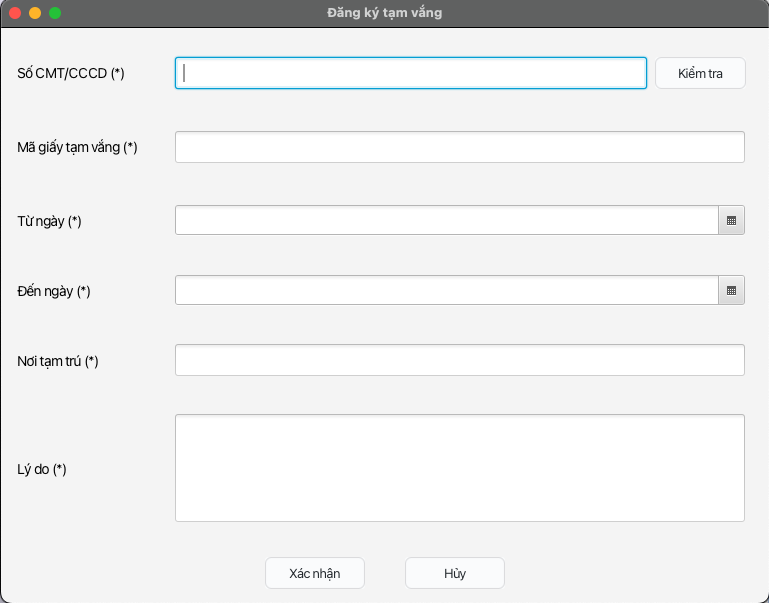 Đăng ký tạm vắng
Số CMT/CCCD (*)
Kiểm tra
Mã giấy tạm vắng (*)
Từ ngày (*)
Đến ngày (*)
Nơi tạm trú (*)
Lý do (*)
Xác nhận
Hủy